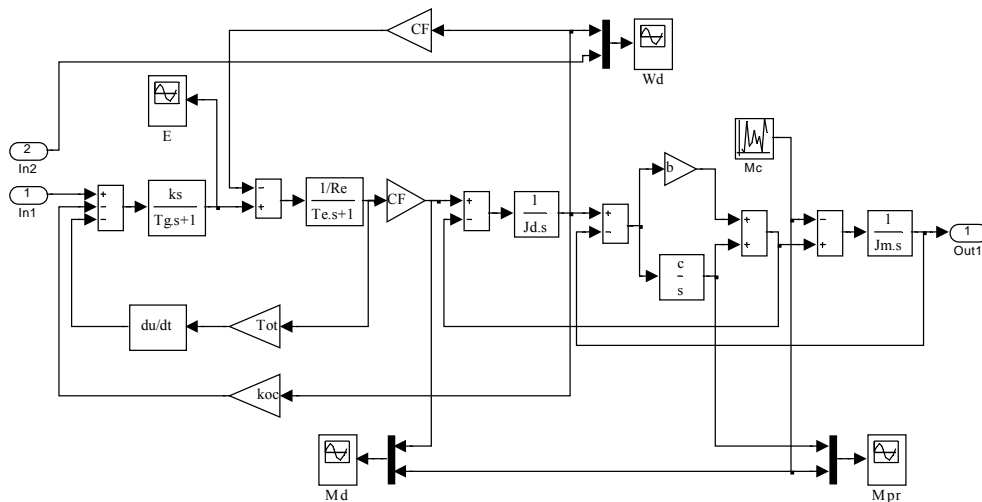 CF
Wd
E
2
In2
1
In1
+
−
−
ks
Tg.s+1
−
+
1/Re
Te.s+1
CF
+
−
1
Jd.s
+
−
b
c
s
+
+
Mc
−
+
1
Jm.s
1
Out1
du/dt
Tot
koc
Md
Mpr